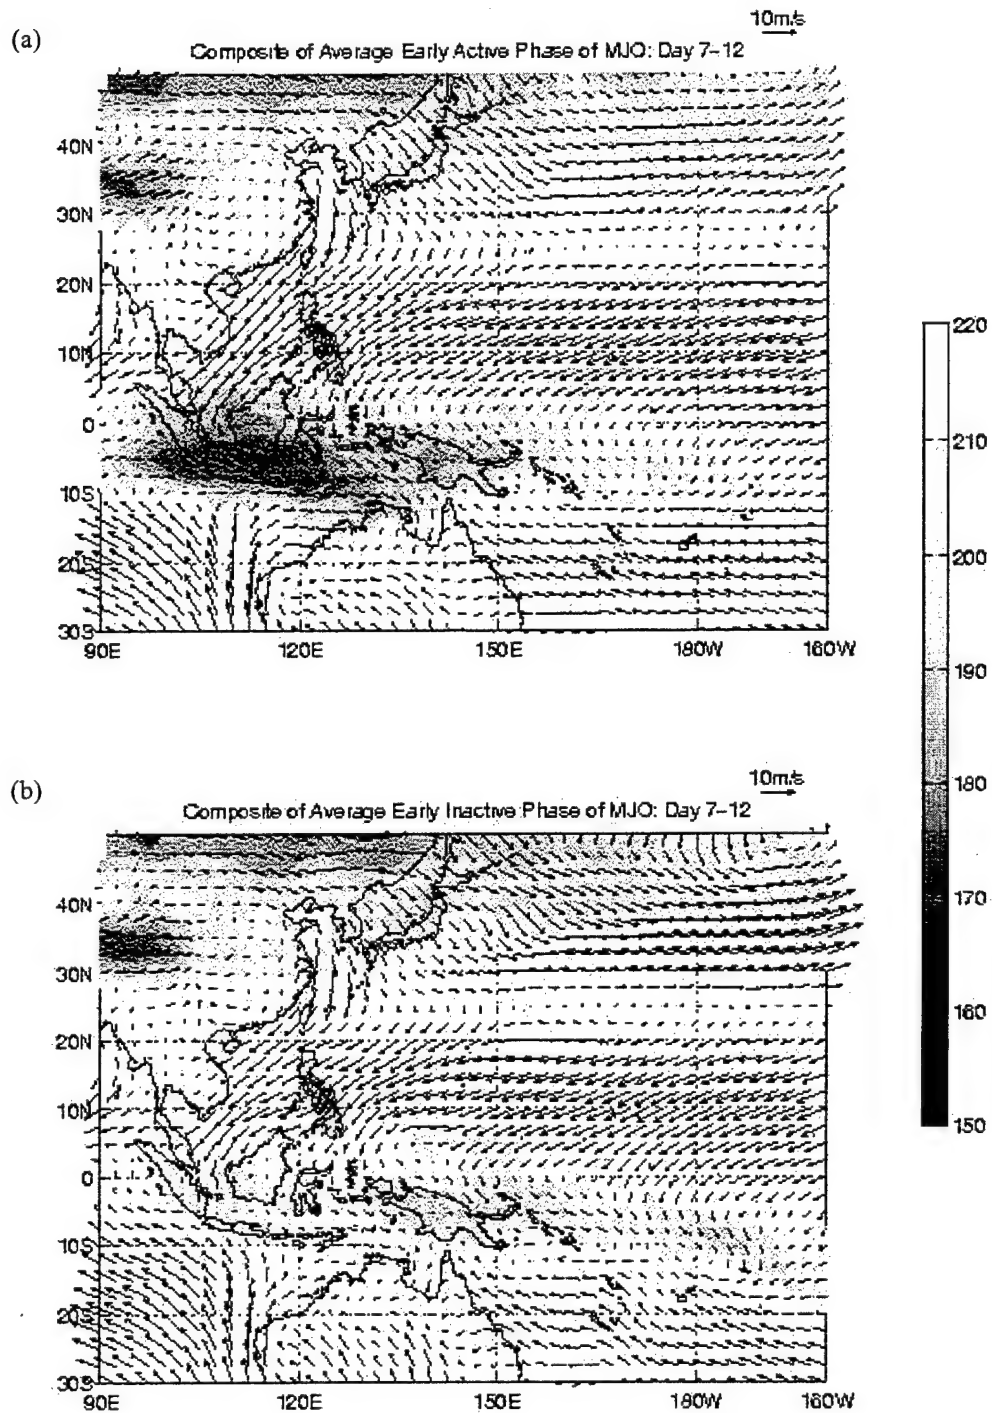 (a)
10m/s
Composite of Average Early Active Phase of MJO: Day 7-12
40N
30N
20N
10N
0
10S
20S
30S
90E 120E 150E 180W 160W
220
210
200
190
180
170
160
150
(b)
10m/s
Composite of Average Early Inactive Phase of MJO: Day 7-12
40N
30N
20N
10N
0
10S
20S
30S
90E 120E 150E 180W 160W